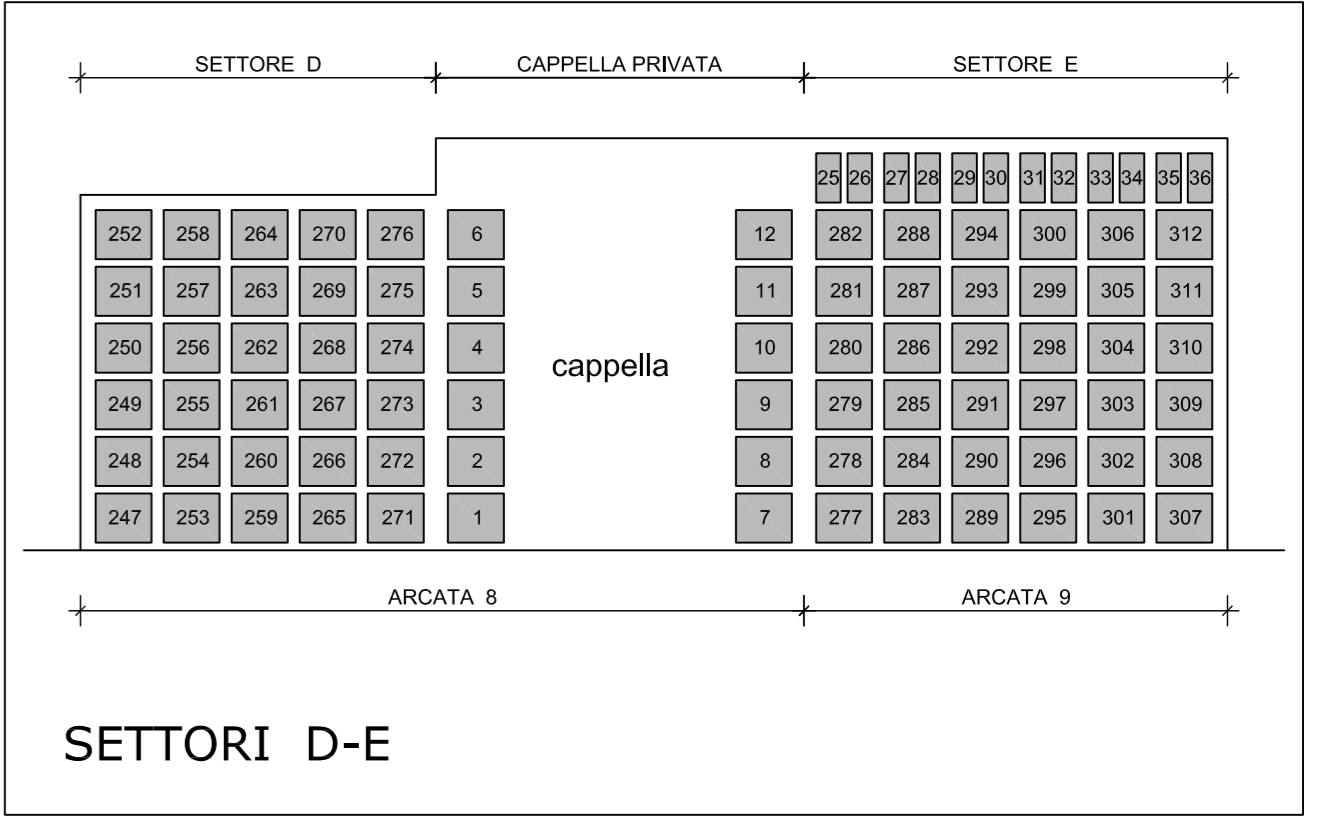 SETTORE D CAPPELLA PRIVATA SETTORE E
25 26 27 28 29 30 31 32 33 34 35 36
252 258 264 270 276 6 12 282 288 294 300 306 312
251 257 263 269 275 5 11 281 287 293 299 305 311
250 256 262 268 274 4 10 280 286 292 298 304 310
cappella
249 255 261 267 273 3 9 279 285 291 297 303 309
248 254 260 266 272 2 8 278 284 290 296 302 308
247 253 259 265 271 1 7 277 283 289 295 301 307
ARCATA 8 ARCATA 9
SETTORI D-E